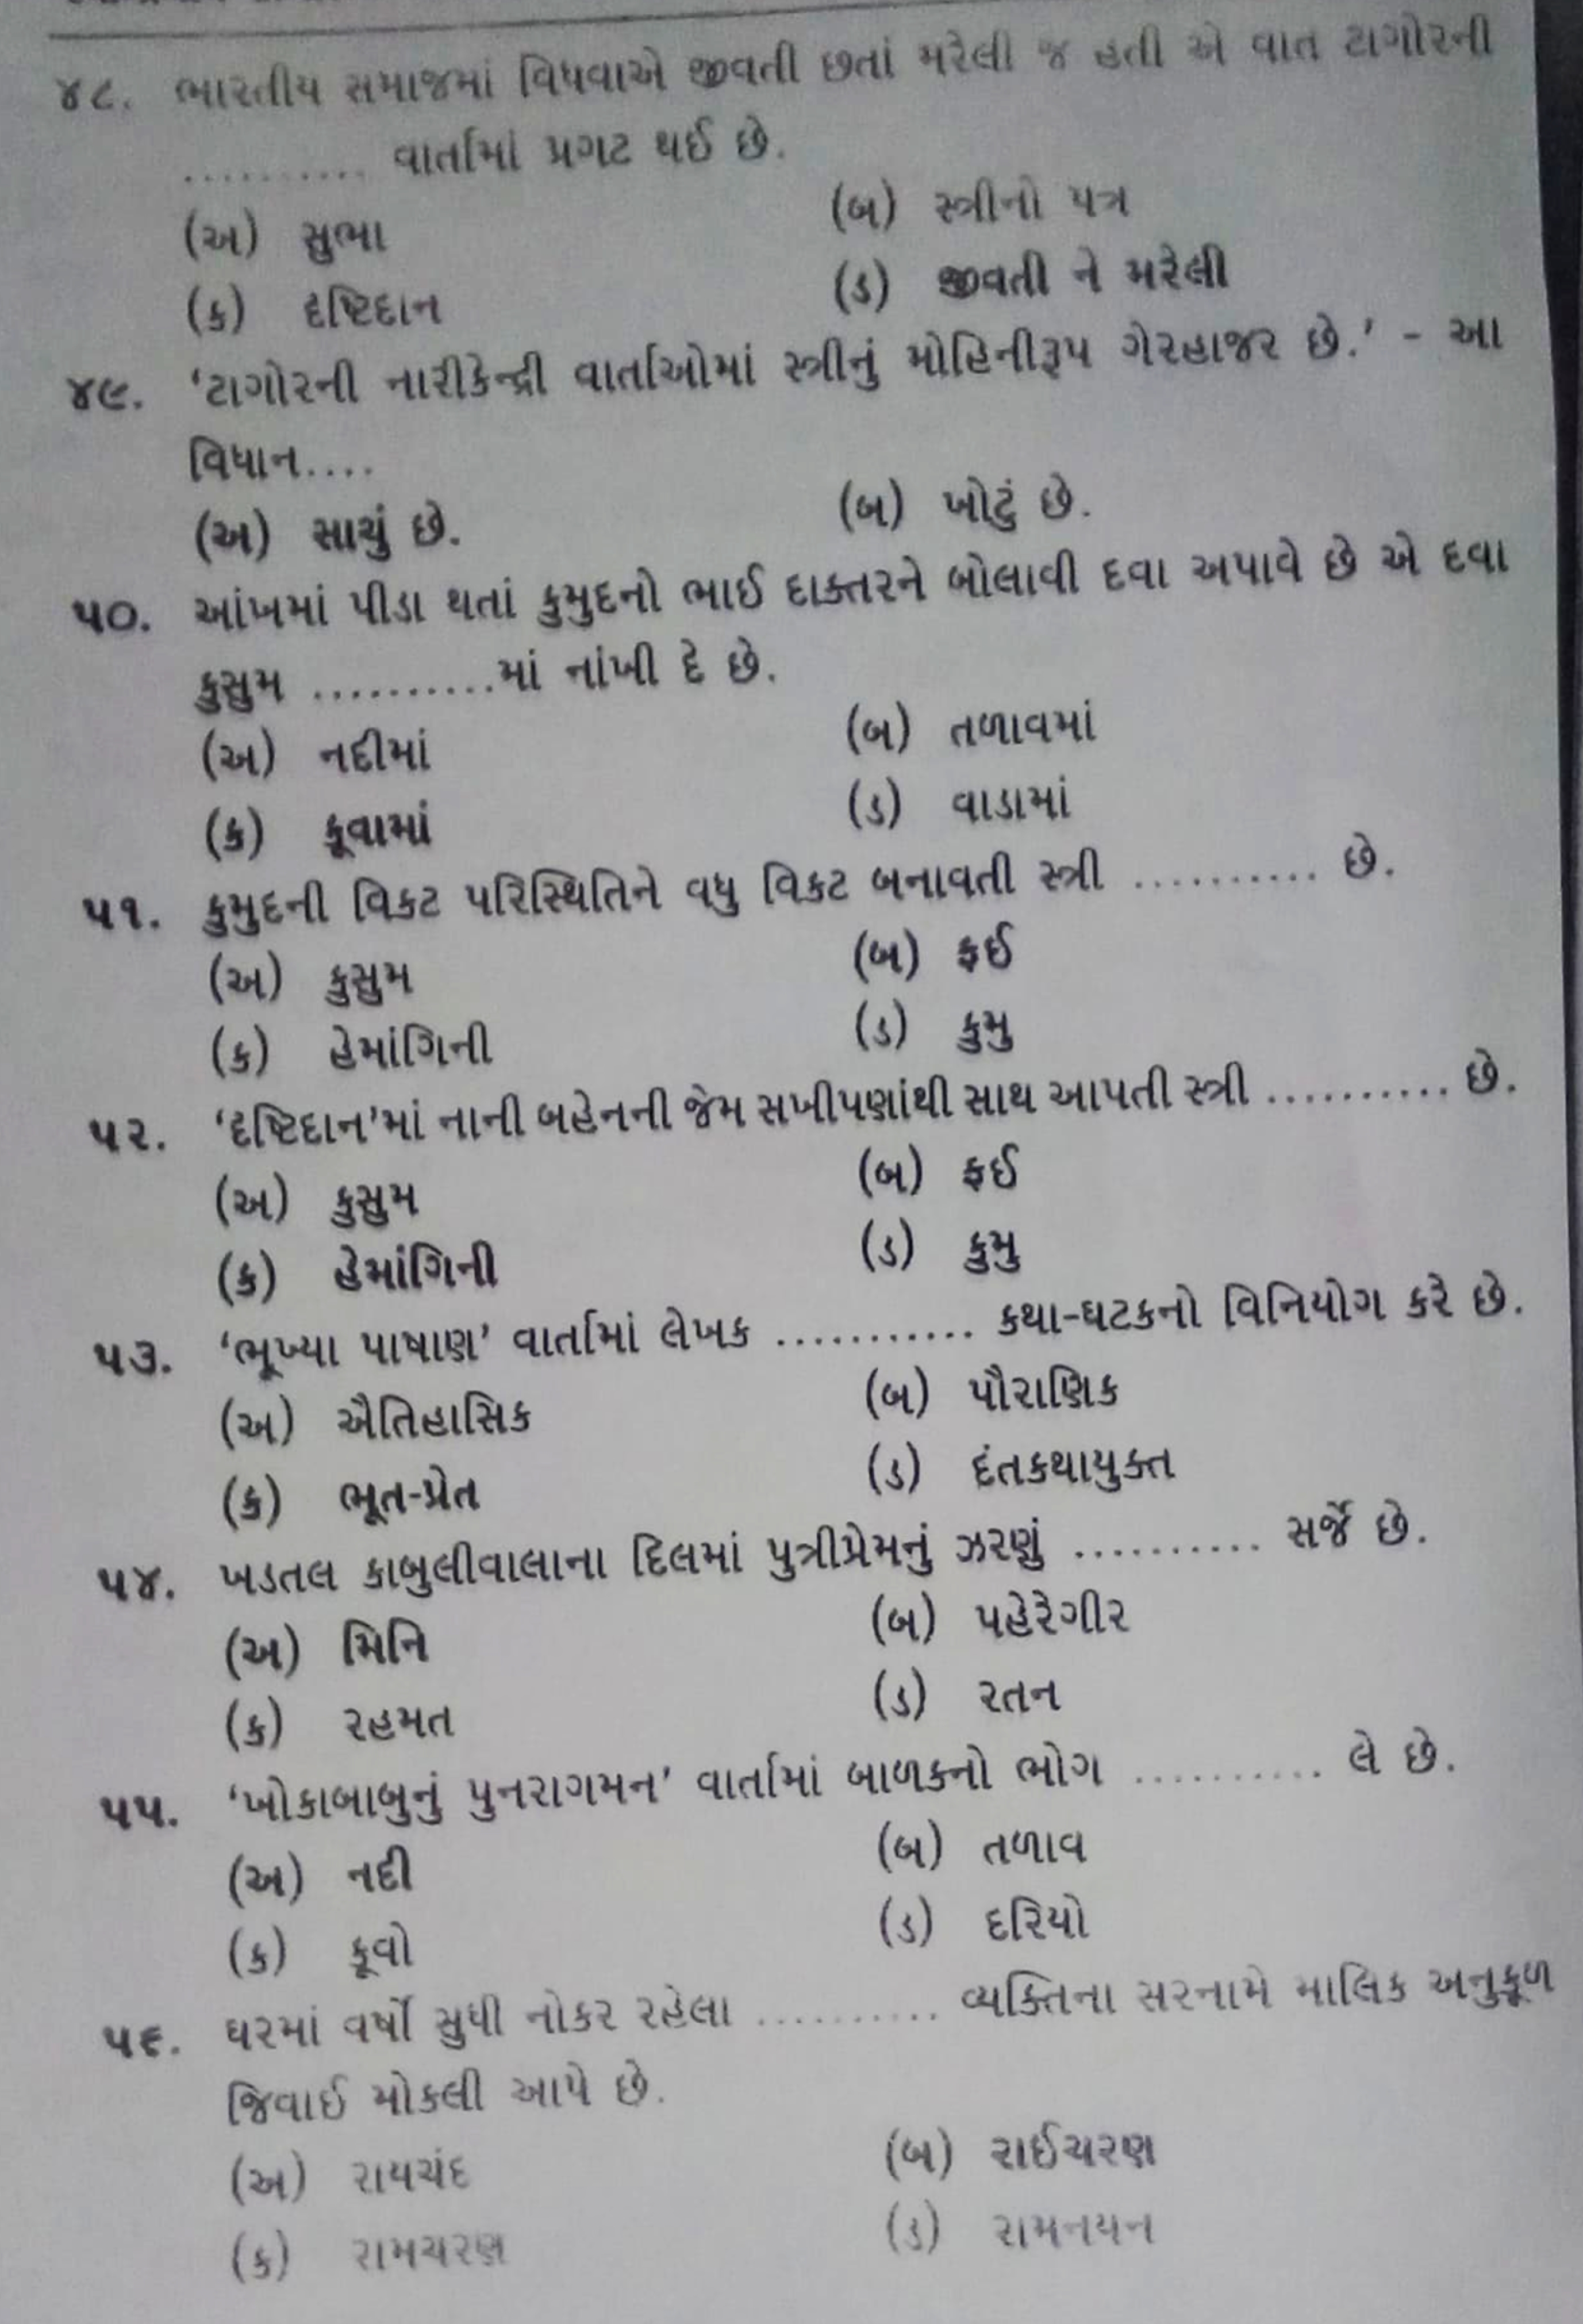 ૪૮. ભારતીય સમાજમાં વિધવાએ જીવતી છતાં મરેલી જ હતી એ વાત ટાગોરની
.......... વાર્તામાં પ્રગટ થઈ છે.
(અ) સુભા (બ) સ્ત્રીનો પત્ર
(ક) દૃષ્ટિદાન (ડ) જીવતી ને મરેલી
૪૯. ‘ટાગોરની નારીકેન્દ્રી વાર્તાઓમાં સ્ત્રીનું મોહિનીરૂપ ગેરહાજર છે.’ - આ
વિધાન....
(અ) સાચું છે. (બ) ખોટું છે.
૫૦. આંખમાં પીડા થતાં કુમુદનો ભાઈ દાક્તરને બોલાવી દવા અપાવે છે એ દવા
કુસુમ ..........માં નાંખી દે છે.
(અ) નદીમાં (બ) તળાવમાં
(ક) કૂવામાં (ડ) વાડામાં
૫૧. કુમુદની વિકટ પરિસ્થિતિને વધુ વિકટ બનાવતી સ્ત્રી .......... છે.
(અ) કુસુમ (બ) ફઈ
(ક) હેમાંગિની (ડ) કુમુ
૫૨. ‘દૃષ્ટિદાન’માં નાની બહેનની જેમ સખીપણાંથી સાથ આપતી સ્ત્રી .......... છે.
(અ) કુસુમ (બ) ફઈ
(ક) હેમાંગિની (ડ) કુમુ
૫૩. ‘ભૂખ્યા પાષાણ’ વાર્તામાં લેખક ........... કથા-ઘટકનો વિનિયોગ કરે છે.
(અ) ઐતિહાસિક (બ) પૌરાણિક
(ક) ભૂત-પ્રેત (ડ) દંતકથાયુક્ત
૫૪. ખડતલ કાબુલીવાલાના દિલમાં પુત્રીપ્રેમનું ઝરણું .......... સર્જે છે.
(અ) મિનિ (બ) પહેરેગીર
(ક) રહમત (ડ) રતન
૫૫. ‘ખોકાબાબુનું પુનરાગમન’ વાર્તામાં બાળકનો ભોગ .......... લે છે.
(અ) નદી (બ) તળાવ
(ક) કૂવો (ડ) દરિયો
૫૬. ઘરમાં વર્ષો સુધી નોકર રહેલા .......... વ્યક્તિના સરનામે માલિક અનુકૂળ
જિવાઈ મોકલી આપે છે.
(અ) રાયચંદ (બ) રાઈચરણ
(ક) રામચરણ (ડ) રામનયન